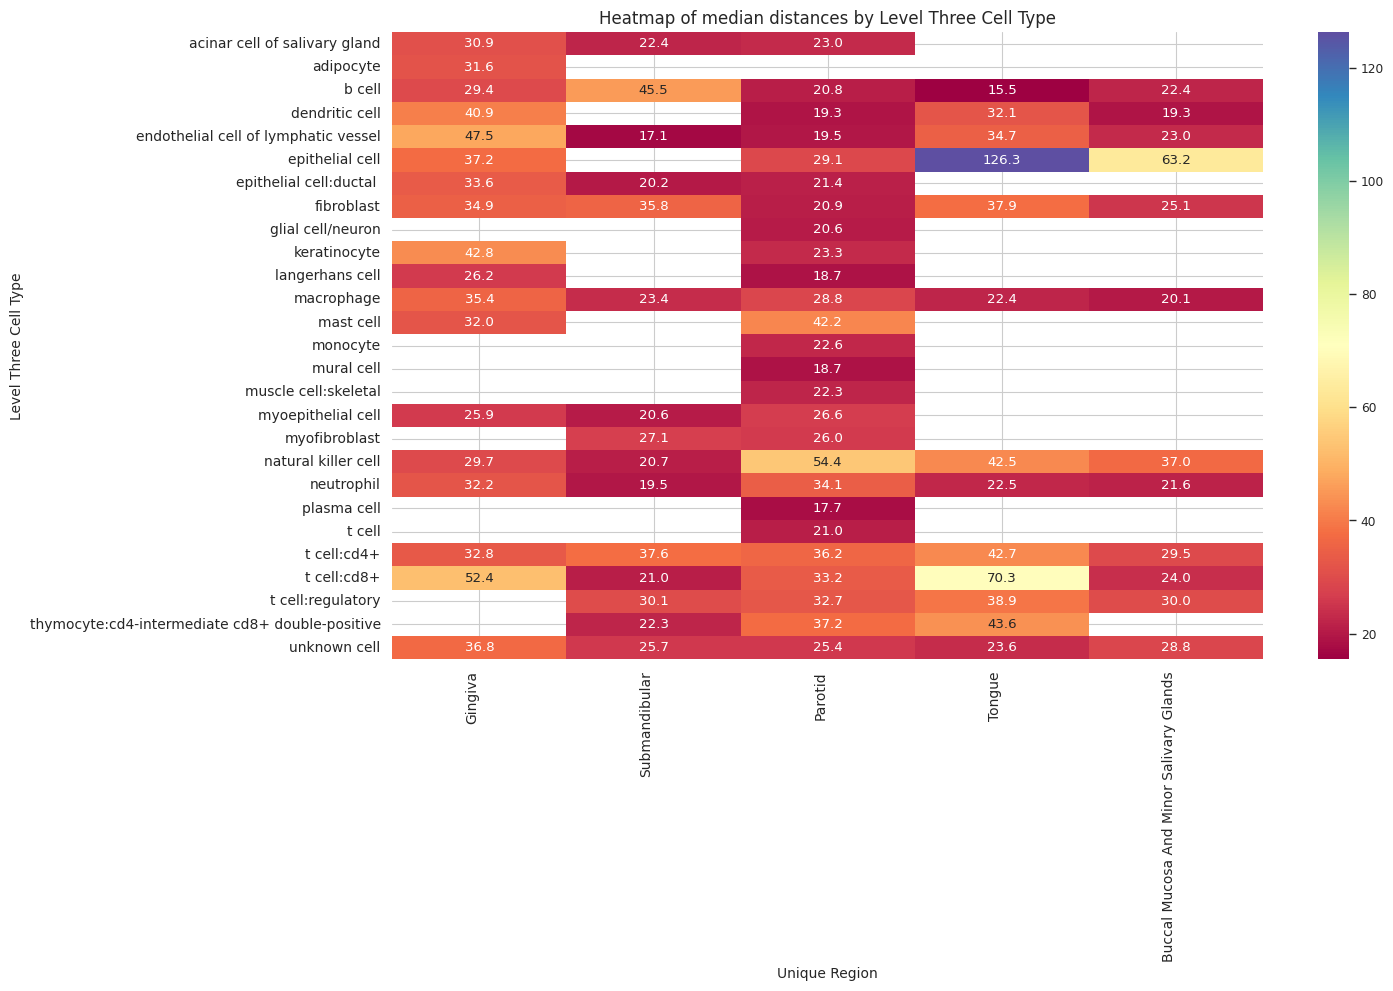 Heatmap of median distances by Level Three Cell Type
Level Three Cell Type
acinar cell of salivary gland 30.9 22.4 23.0
adipocyte 31.6
b cell 29.4 45.5 20.8 15.5 22.4
dendritic cell 40.9 19.3 32.1 19.3
endothelial cell of lymphatic vessel 47.5 17.1 19.5 34.7 23.0
epithelial cell 37.2 29.1 126.3 63.2
epithelial cell:ductal 33.6 20.2 21.4
fibroblast 34.9 35.8 20.9 37.9 25.1
glial cell/neuron 20.6
keratinocyte 42.8 23.3
langerhans cell 26.2 18.7
macrophage 35.4 23.4 28.8 22.4 20.1
mast cell 32.0 42.2
monocyte 22.6
mural cell 18.7
muscle cell:skeletal 22.3
myoepithelial cell 25.9 20.6 26.6
myofibroblast 27.1 26.0
natural killer cell 29.7 20.7 54.4 42.5 37.0
neutrophil 32.2 19.5 34.1 22.5 21.6
plasma cell 17.7
t cell 21.0
t cell:cd4+ 32.8 37.6 36.2 42.7 29.5
t cell:cd8+ 52.4 21.0 33.2 70.3 24.0
t cell:regulatory 30.1 32.7 38.9 30.0
thymocyte:cd4-intermediate cd8+ double-positive 22.3 37.2 43.6
unknown cell 36.8 25.7 25.4 23.6 28.8
Gingiva
Submandibular
Parotid
Tongue
Buccal Mucosa And Minor Salivary Glands
Unique Region
120
100
80
60
40
20